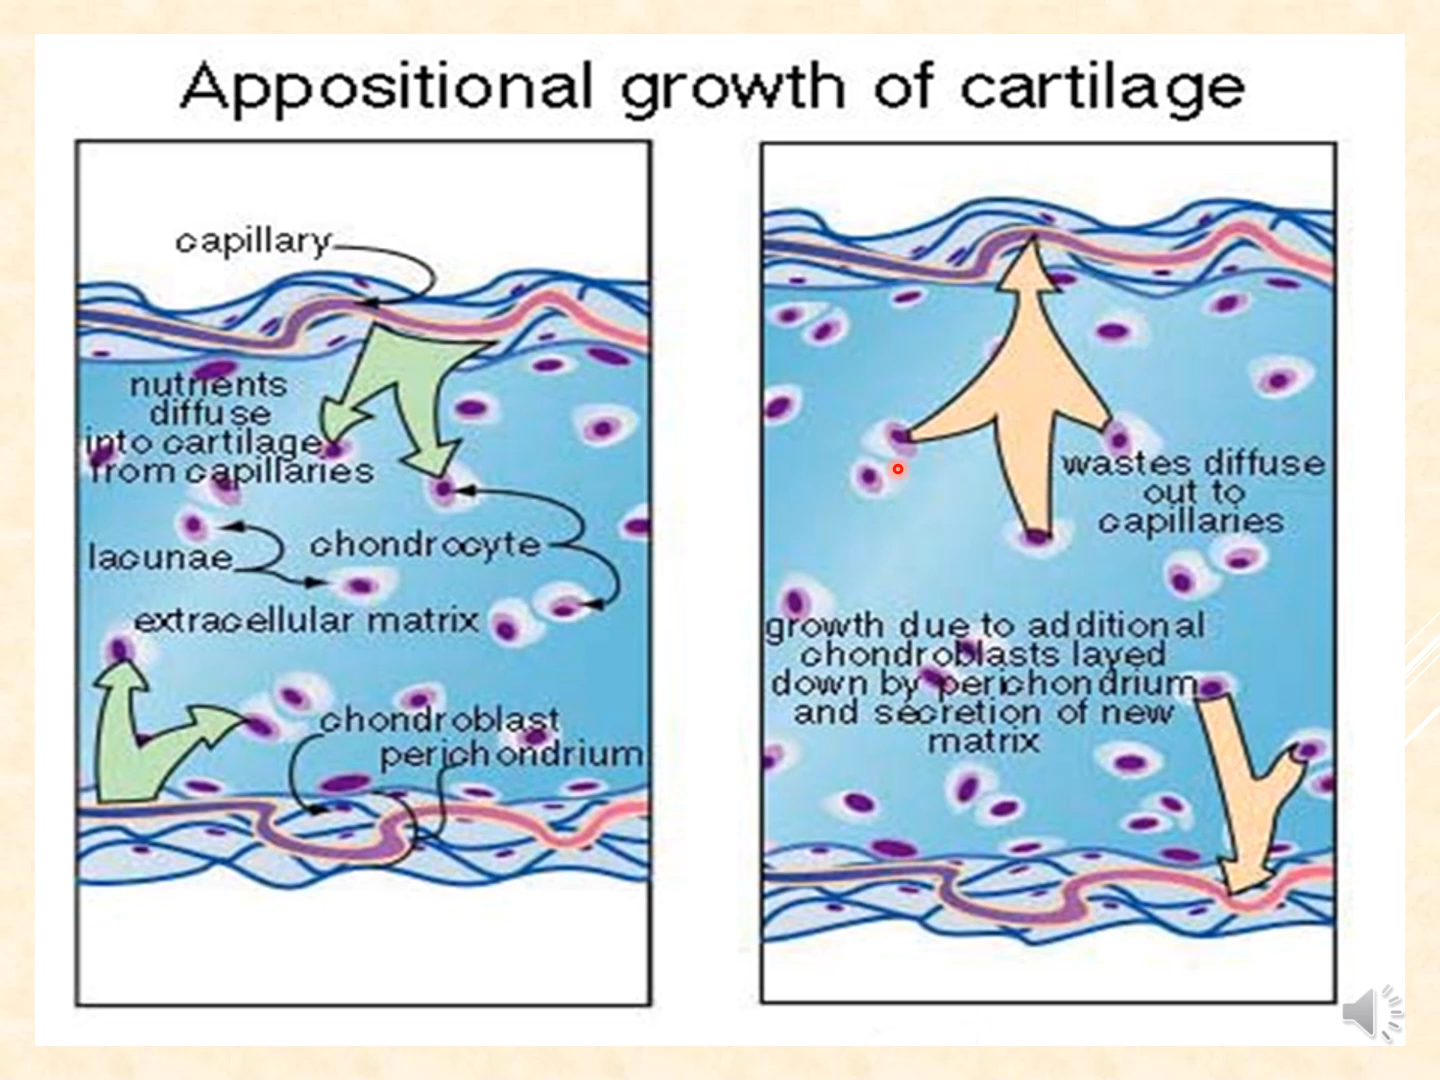 Appositional growth of cartilage
capillary
nutrients
diffuse
into cartilage
from capillaries
lacunae
chondrocyte
extracellular matrix
chondroblast
perichondrium
wastes diffuse
out to
capillaries
growth due to additional
chondroblasts layed
down by perichondrium
and secretion of new
matrix